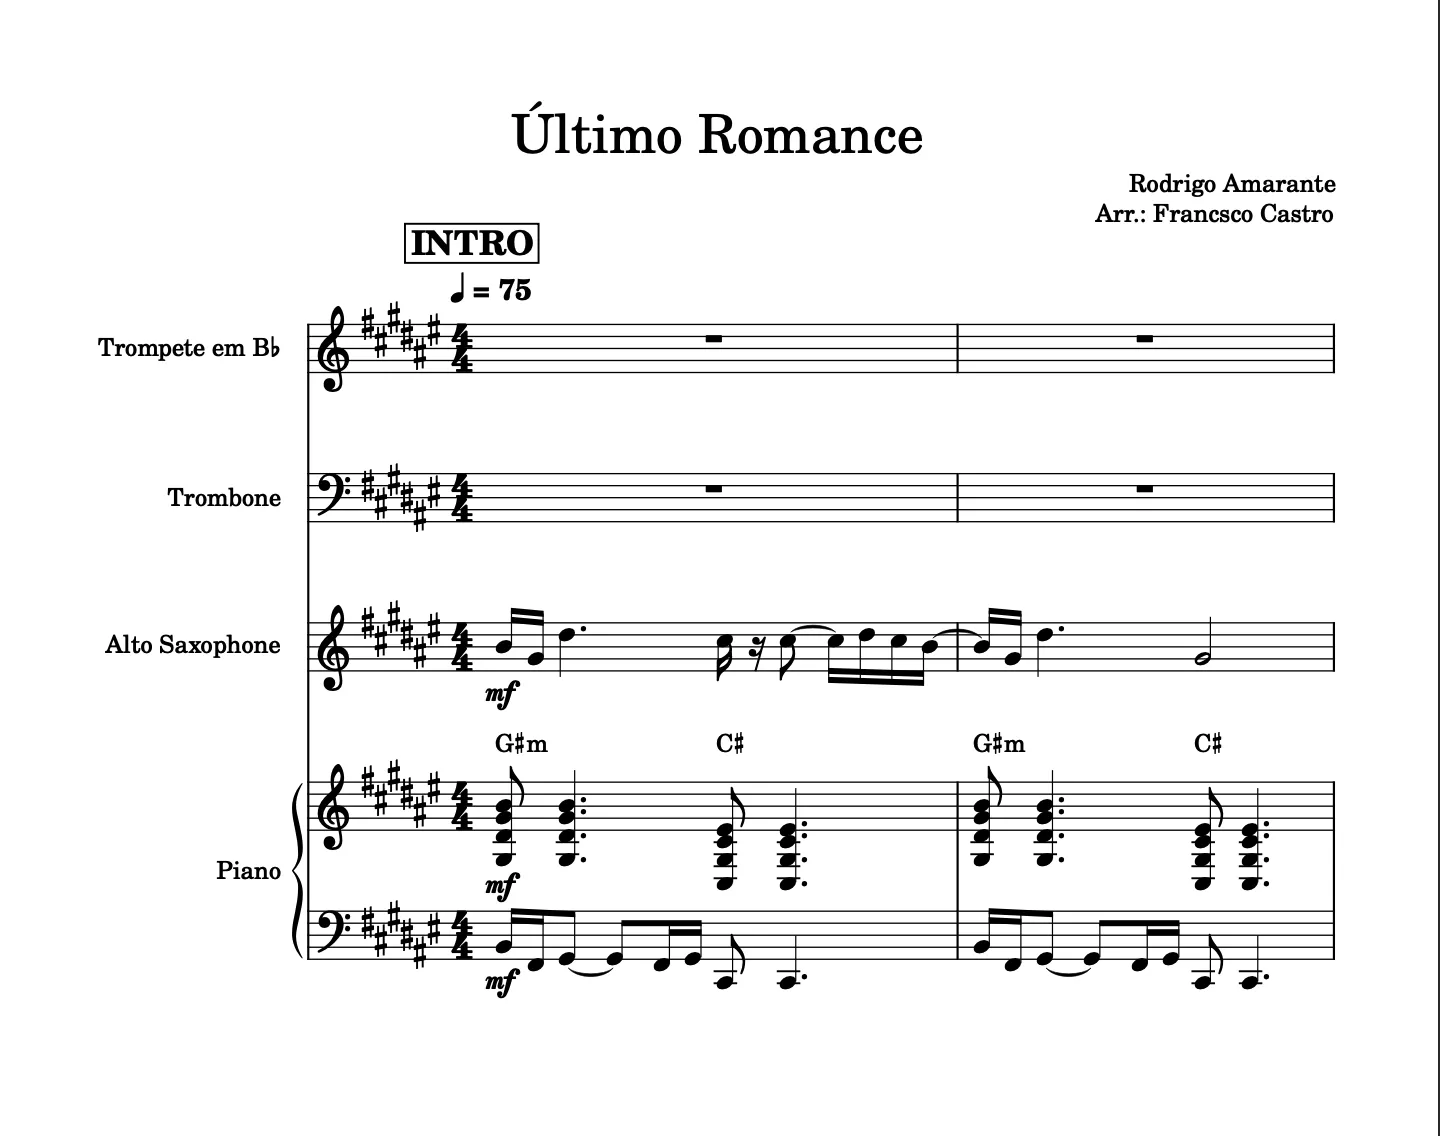 Último Romance
Rodrigo Amarante
Arr.: Francsco Castro
INTRO
♩ = 75
Trompete em B♭
Trombone
Alto Saxophone
mf
G♯m C♯ G♯m C♯
Piano
mf
mf